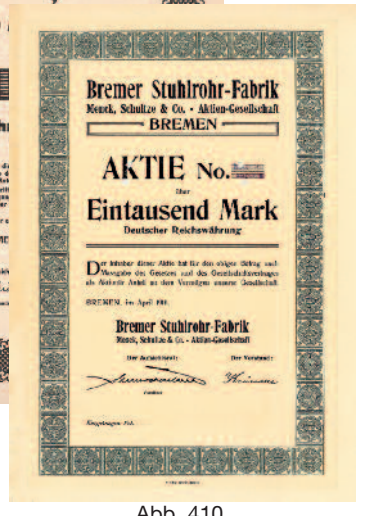 Bremer Stuhlrohr-Fabrik
Menck, Schultze & Co. - Aktien-Gesellschaft
BREMEN
AKTIE No.
über
Eintausend Mark
Deutscher Reichswährung
Der Inhaber dieser Aktie hat für den obigen Betrag nach
Massgabe des Gesetzes und des Gesellschaftsvertrages
als Aktionär Anteil an dem Vermögen unserer Gesellschaft
BREMEN, im April
Bremer Stuhlrohr-Fabrik
Menck, Schultze & Co. - Aktien-Gesellschaft
Der Aufsichtsrat:
Der Vorstand:
Abb. 410